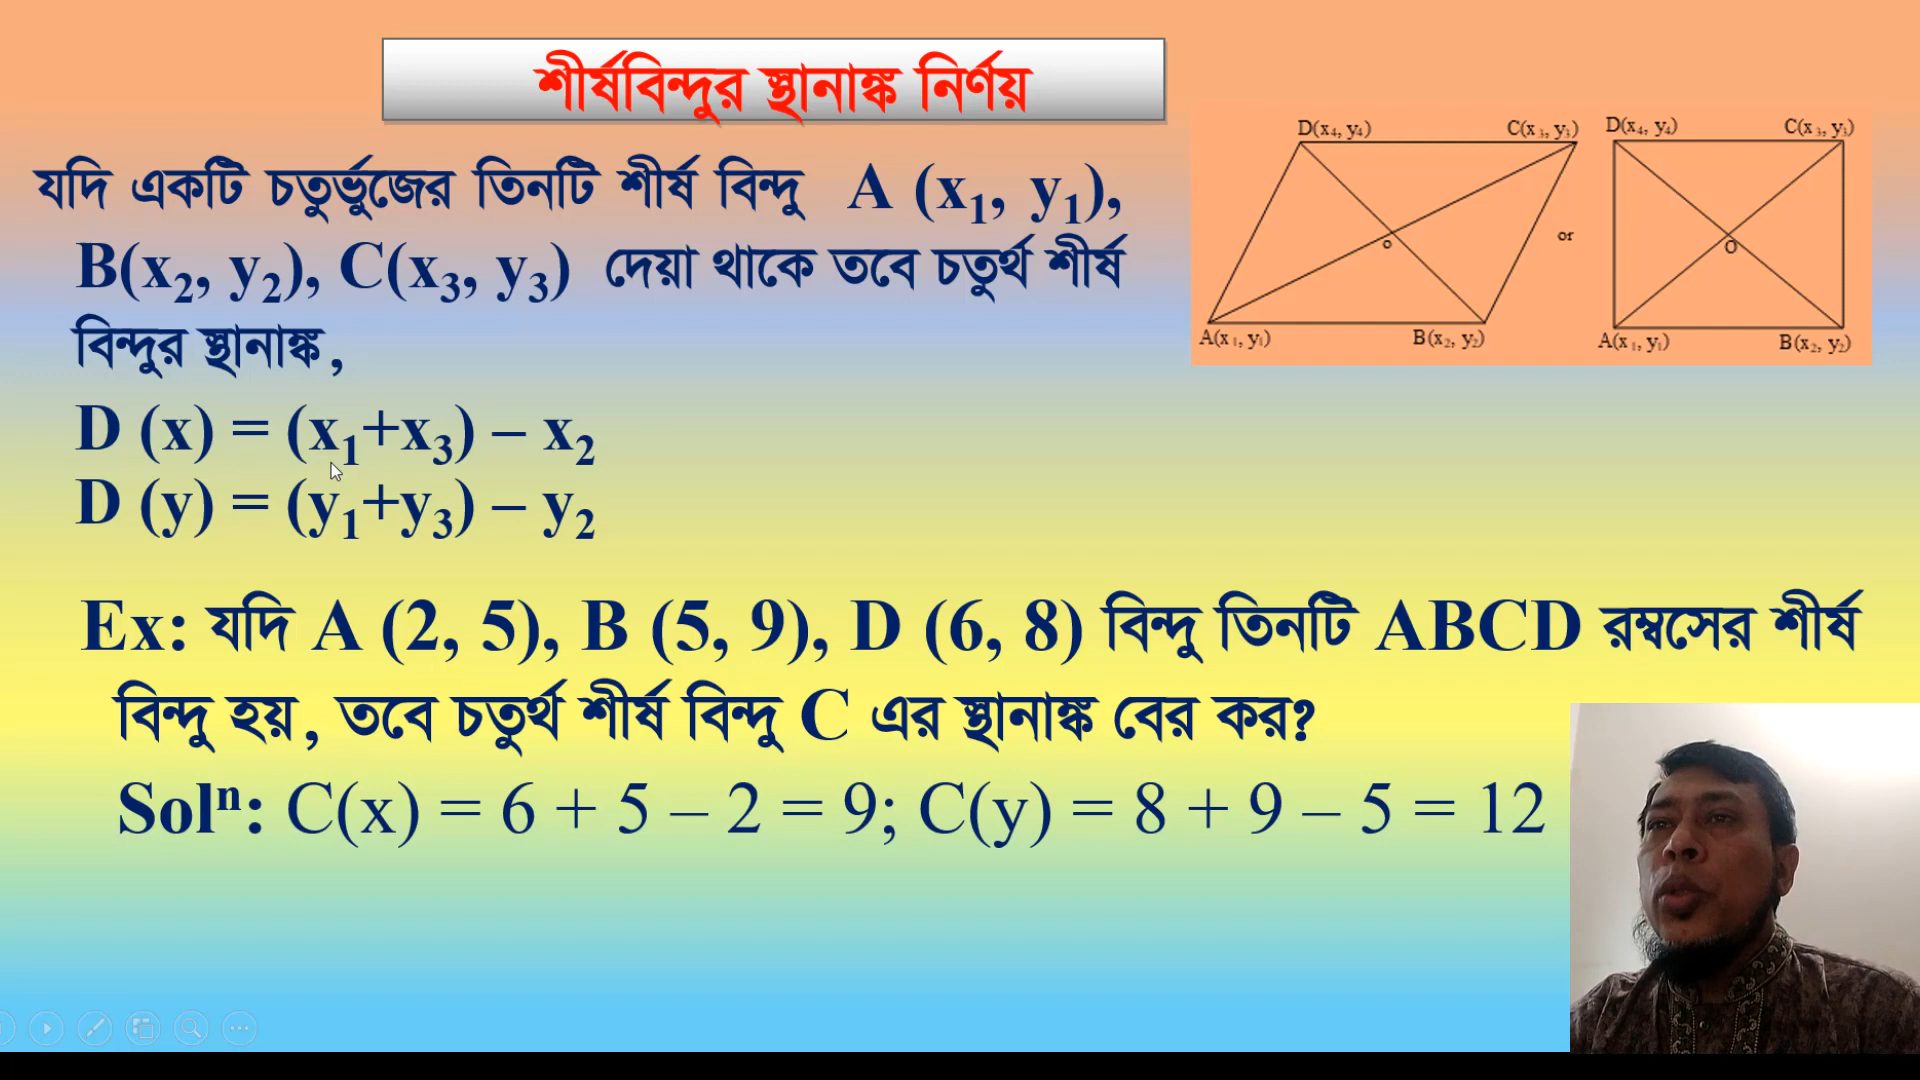 শীর্ষবিন্দুর স্থানাঙ্ক নির্ণয়
যদি একটি চতুর্ভুজের তিনটি শীর্ষ বিন্দু A (x₁, y₁),
B(x₂, y₂), C(x₃, y₃) দেয়া থাকে তবে চতুর্থ শীর্ষ
বিন্দুর স্থানাঙ্ক,
D (x) = (x₁+x₃) – x₂
D (y) = (y₁+y₃) – y₂
D(x₄, y₄) C(x₃, y₃)
o
A(x₁, y₁) B(x₂, y₂)
or
D(x₄, y₄) C(x₃, y₃)
O
A(x₁, y₁) B(x₂, y₂)
Ex: যদি A (2, 5), B (5, 9), D (6, 8) বিন্দু তিনটি ABCD রম্বসের শীর্ষ
বিন্দু হয়, তবে চতুর্থ শীর্ষ বিন্দু C এর স্থানাঙ্ক বের কর?
Solⁿ: C(x) = 6 + 5 – 2 = 9; C(y) = 8 + 9 – 5 = 12